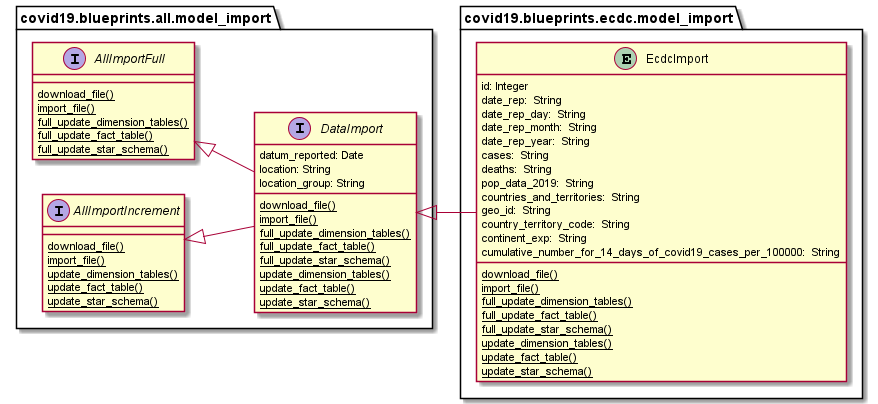 covid19.blueprints.all.model_import
I AllImportFull
download_file()
import_file()
full_update_dimension_tables()
full_update_fact_table()
full_update_star_schema()
I AllImportIncrement
download_file()
import_file()
update_dimension_tables()
update_fact_table()
update_star_schema()
I DataImport
datum_reported: Date
location: String
location_group: String
download_file()
import_file()
full_update_dimension_tables()
full_update_fact_table()
full_update_star_schema()
update_dimension_tables()
update_fact_table()
update_star_schema()
covid19.blueprints.ecdc.model_import
E EcdcImport
id: Integer
date_rep: String
date_rep_day: String
date_rep_month: String
date_rep_year: String
cases: String
deaths: String
pop_data_2019: String
countries_and_territories: String
geo_id: String
country_territory_code: String
continent_exp: String
cumulative_number_for_14_days_of_covid19_cases_per_100000: String
download_file()
import_file()
full_update_dimension_tables()
full_update_fact_table()
full_update_star_schema()
update_dimension_tables()
update_fact_table()
update_star_schema()